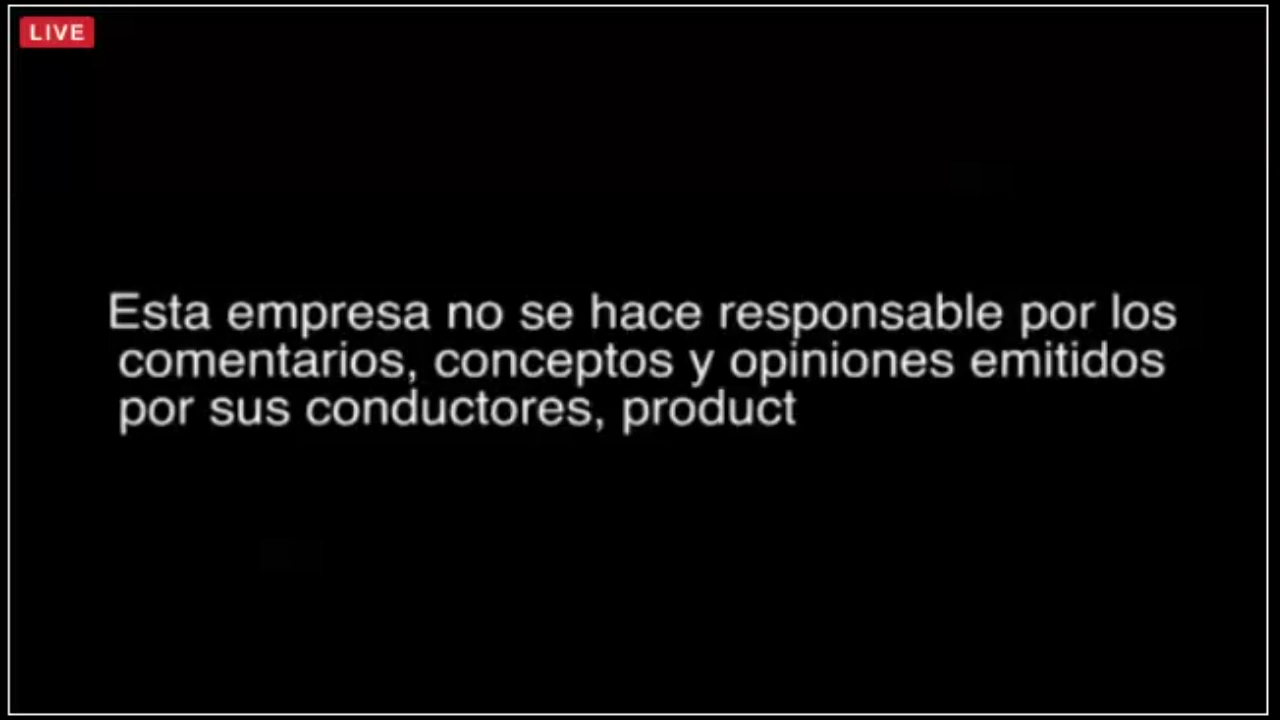 LIVE
Esta empresa no se hace responsable por los
comentarios, conceptos y opiniones emitidos
por sus conductores, product